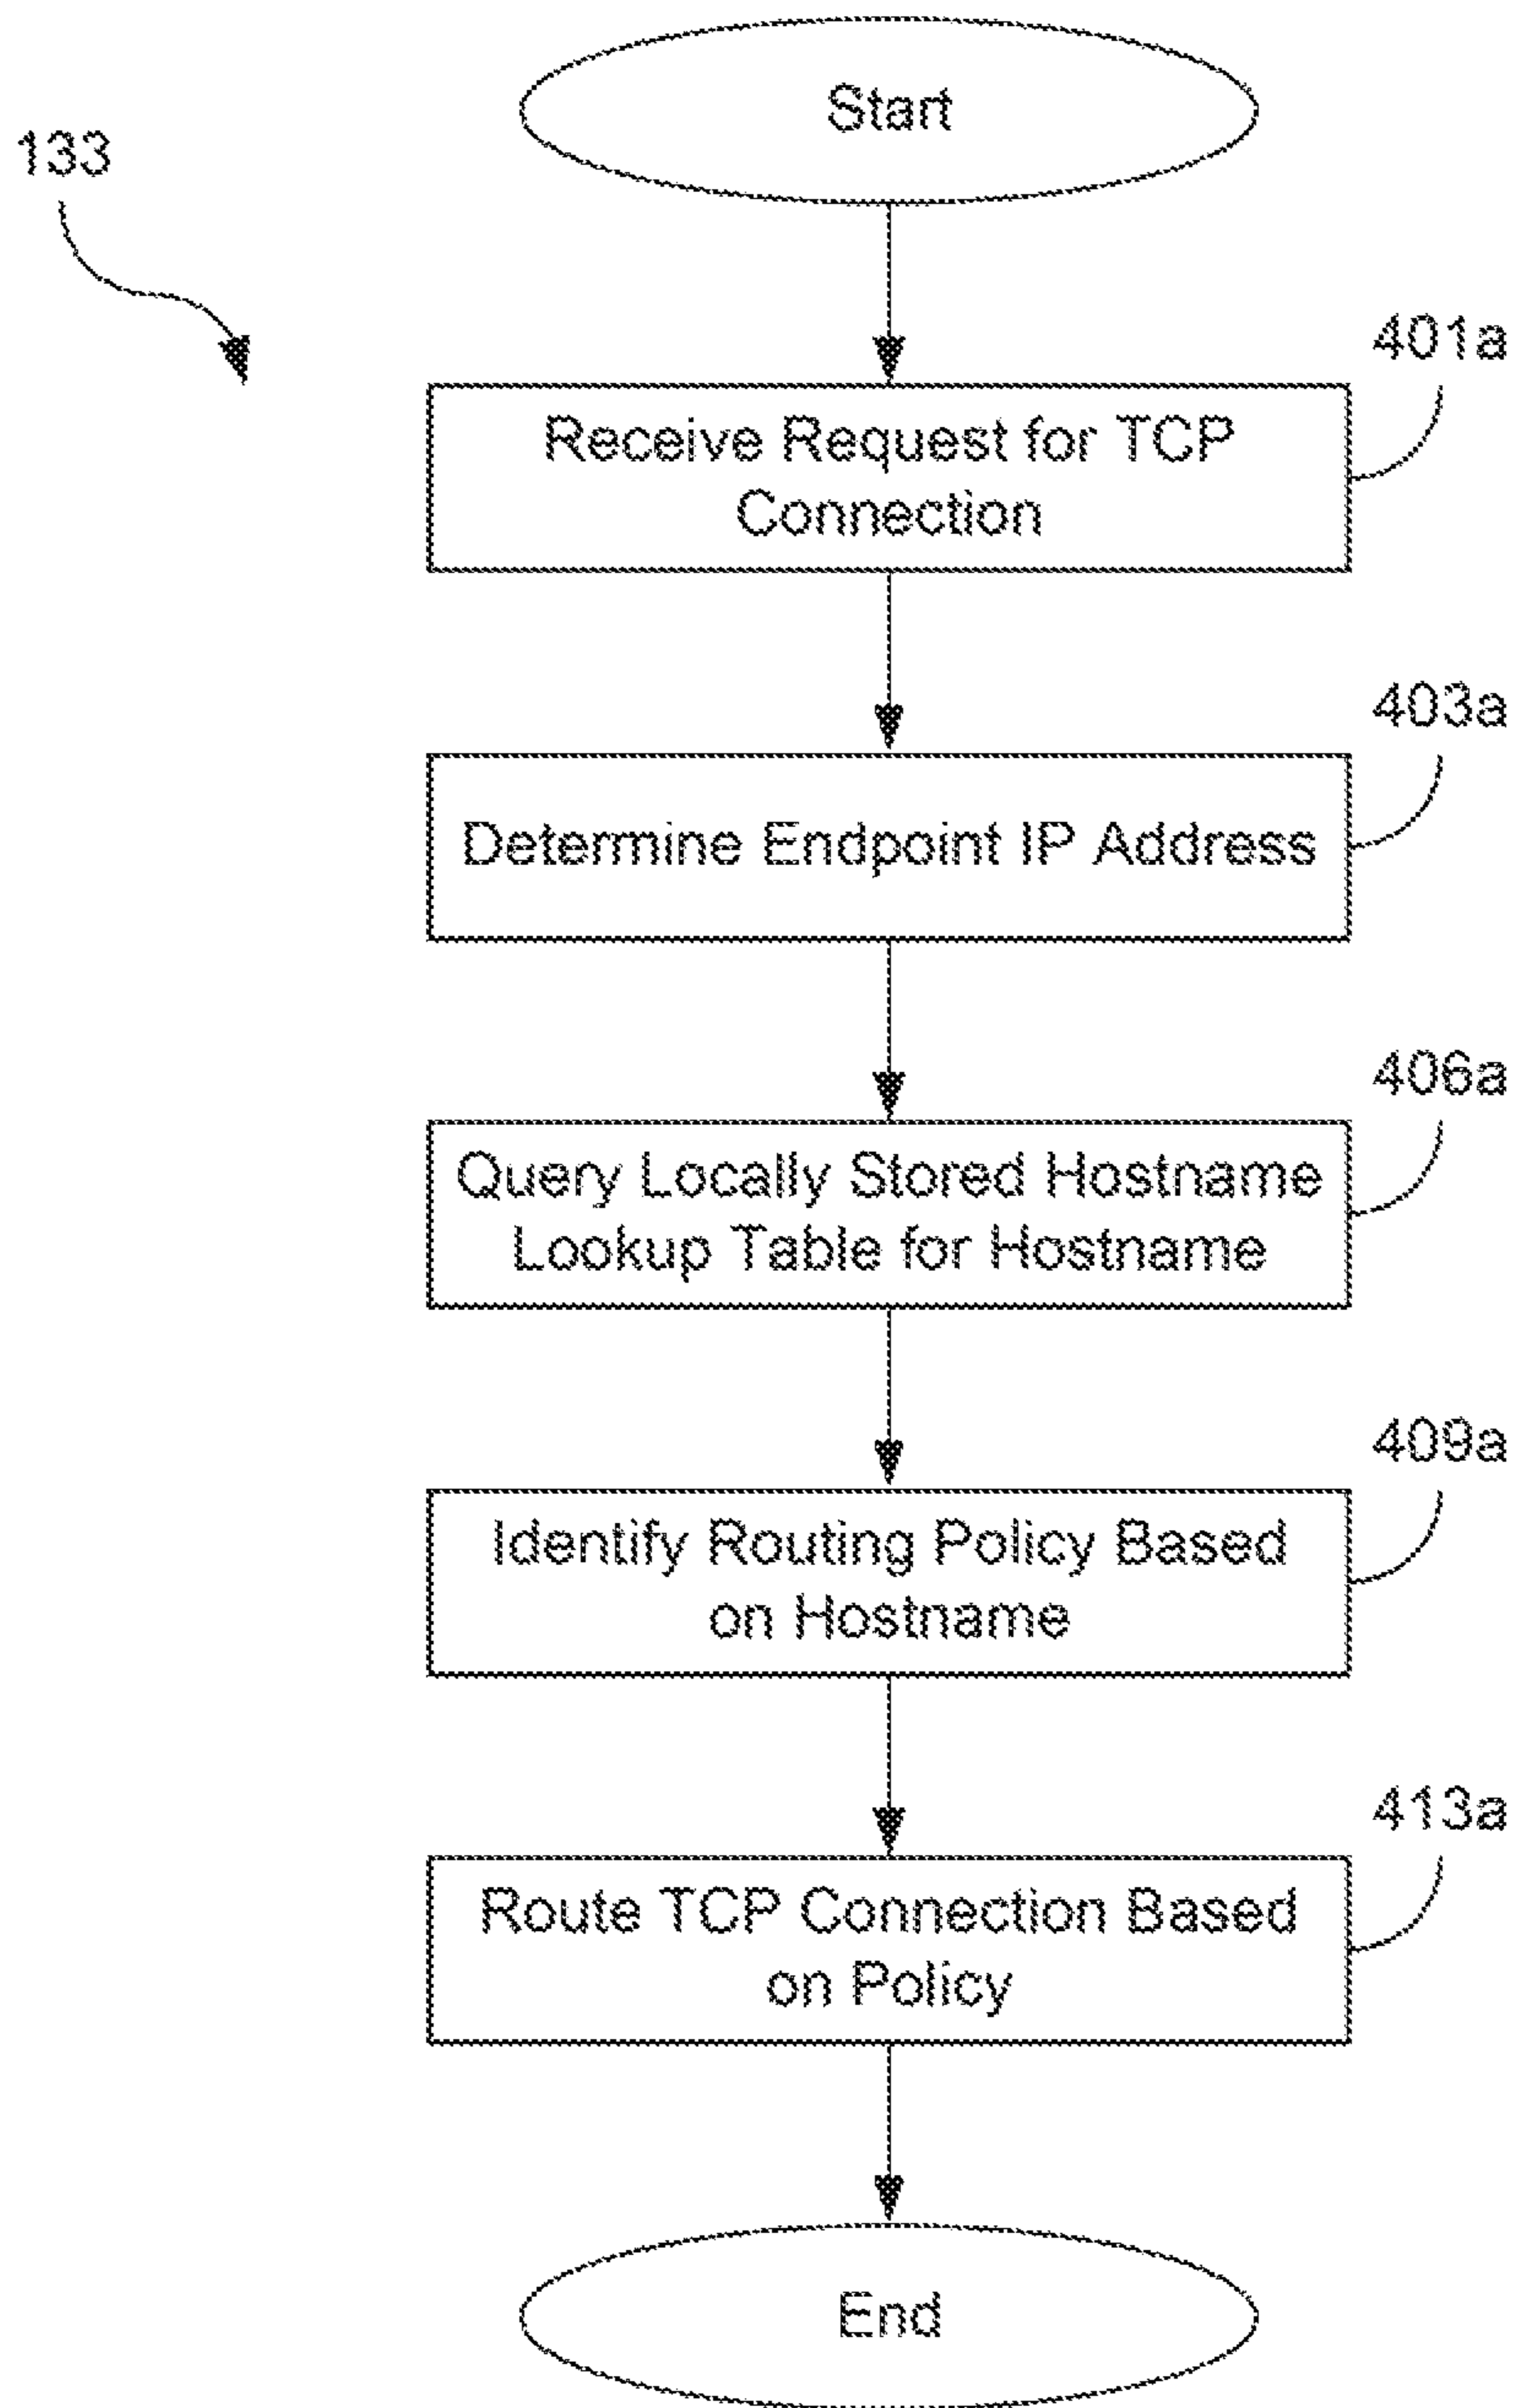 Start
133
401a
Receive Request for TCP
Connection
403a
Determine Endpoint IP Address
406a
Query Locally Stored Hostname
Lookup Table for Hostname
409a
Identify Routing Policy Based
on Hostname
413a
Route TCP Connection Based
on Policy
End